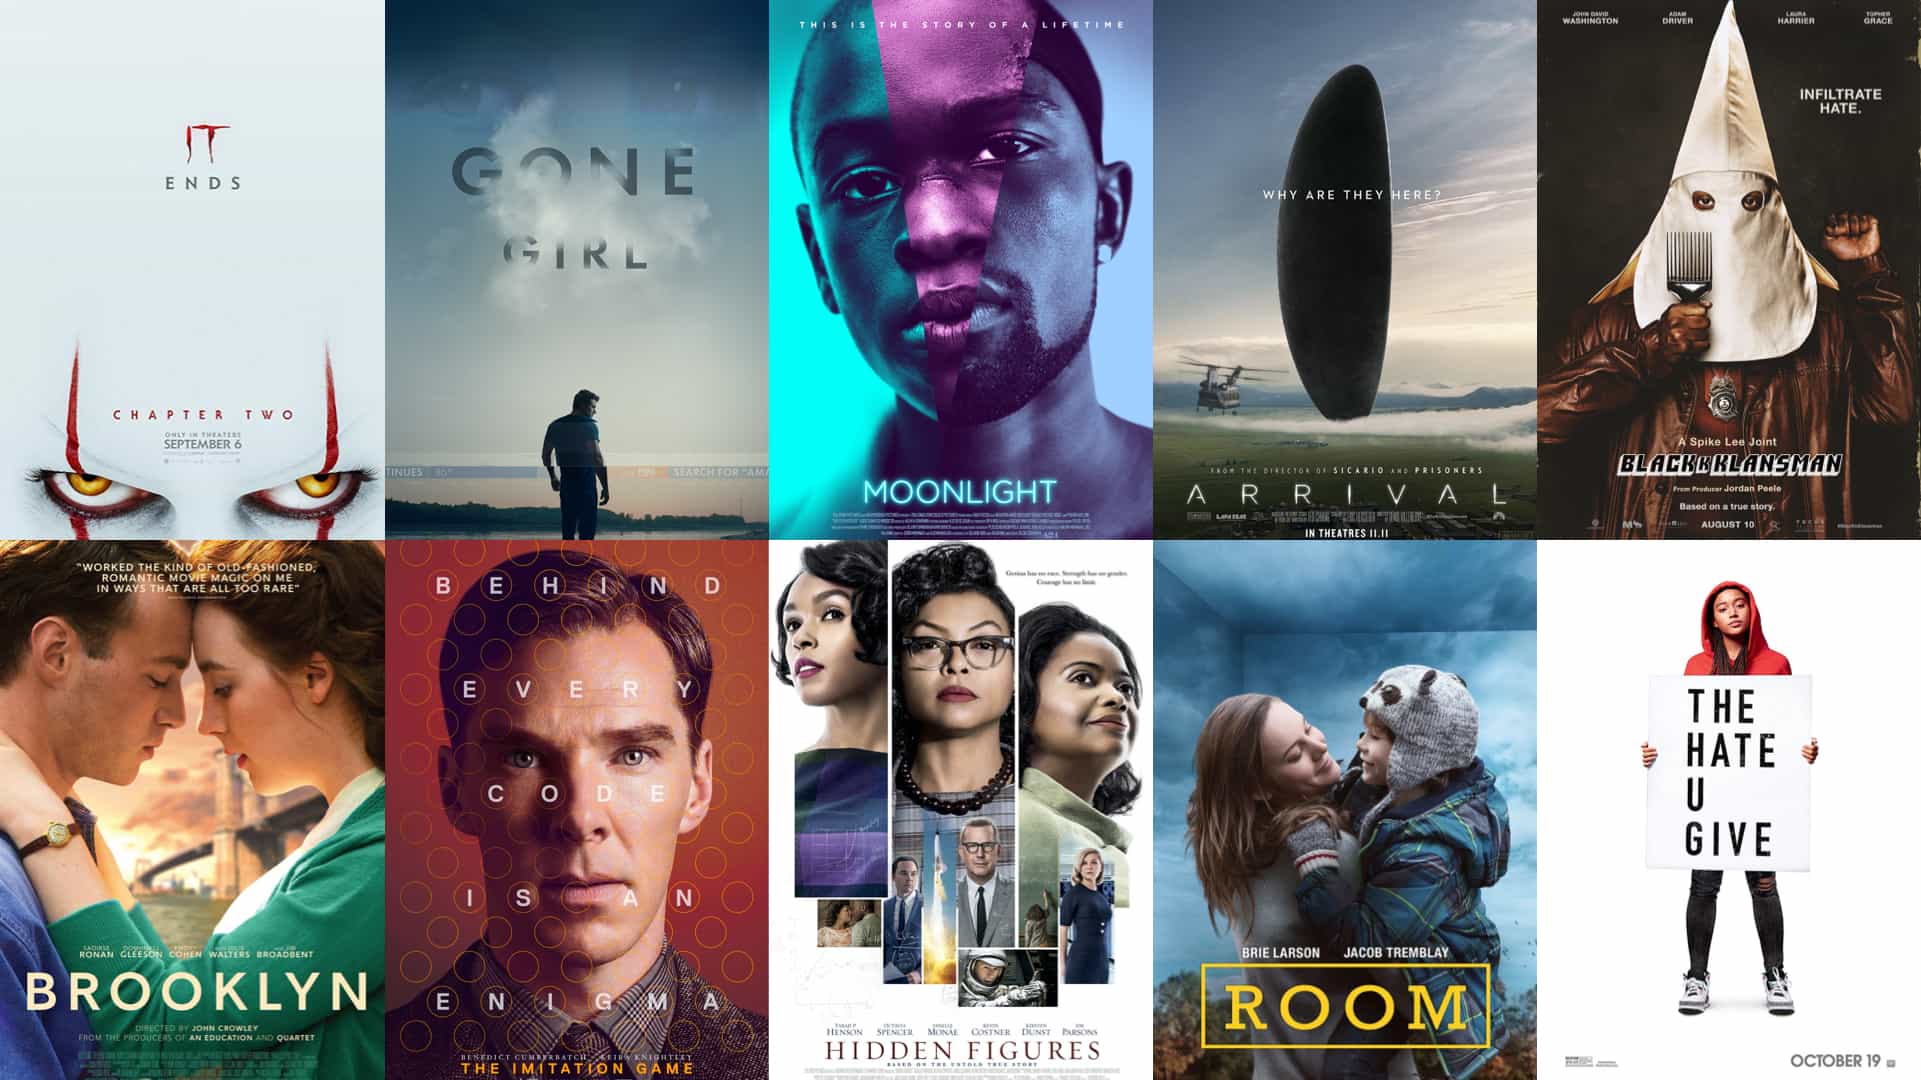 IT
ENDS
CHAPTER TWO
ONLY IN THEATERS
SEPTEMBER 6
GONE
GIRL
TINUES
SEARCH FOR "AMA
THIS IS THE STORY OF A LIFETIME
MOONLIGHT
WHY ARE THEY HERE?
FROM THE DIRECTOR OF SICARIO AND PRISONERS
ARRIVAL
IN THEATRES 11.11
JOHN DAVID WASHINGTON ADAM DRIVER LAURA HARRIER TOPHER GRACE
INFILTRATE
HATE.
A Spike Lee Joint
BLACKKKLANSMAN
From Producer Jordan Peele
Based on a true story.
AUGUST 10
"WORKED THE KIND OF OLD-FASHIONED,
ROMANTIC MOVIE MAGIC ON ME
IN WAYS THAT ARE ALL TOO RARE"
SAOIRSE RONAN DOMHNALL GLEESON EMORY COHEN JULIE WALTERS JIM BROADBENT
BROOKLYN
DIRECTED BY JOHN CROWLEY
FROM THE PRODUCERS OF AN EDUCATION AND QUARTET
BEHIND
EVERY
CODE
IS AN
ENIGMA
BENEDICT CUMBERBATCH KEIRA KNIGHTLEY
THE IMITATION GAME
Genius has no race. Strength has no gender.
Courage has no limit.
TARAJI P. HENSON OCTAVIA SPENCER JANELLE MONAE KEVIN COSTNER KIRSTEN DUNST JIM PARSONS
HIDDEN FIGURES
BASED ON THE UNTOLD TRUE STORY
BRIE LARSON JACOB TREMBLAY
ROOM
THE
HATE
U
GIVE
OCTOBER 19